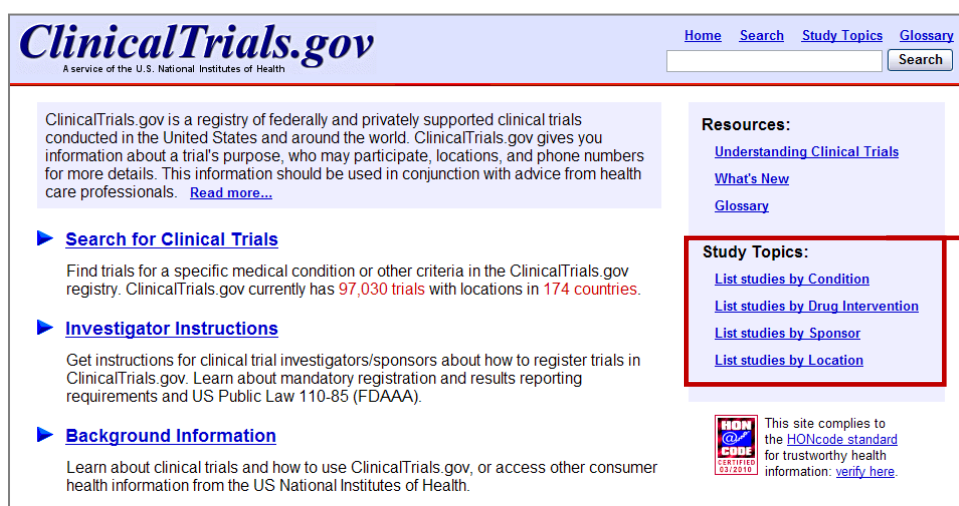 ClinicalTrials.gov
A service of the U.S. National Institutes of Health
Home Search Study Topics Glossary
Search
ClinicalTrials.gov is a registry of federally and privately supported clinical trials
conducted in the United States and around the world. ClinicalTrials.gov gives you
information about a trial's purpose, who may participate, locations, and phone numbers
for more details. This information should be used in conjunction with advice from health
care professionals. Read more...
Search for Clinical Trials
Find trials for a specific medical condition or other criteria in the ClinicalTrials.gov
registry. ClinicalTrials.gov currently has 97,030 trials with locations in 174 countries.
Investigator Instructions
Get instructions for clinical trial investigators/sponsors about how to register trials in
ClinicalTrials.gov. Learn about mandatory registration and results reporting
requirements and US Public Law 110-85 (FDAAA).
Background Information
Learn about clinical trials and how to use ClinicalTrials.gov, or access other consumer
health information from the US National Institutes of Health.
Resources:
Understanding Clinical Trials
What's New
Glossary
Study Topics:
List studies by Condition
List studies by Drug Intervention
List studies by Sponsor
List studies by Location
HON
@
CODE
CERTIFIED
03/2010
This site complies to
the HONcode standard
for trustworthy health
information: verify here.